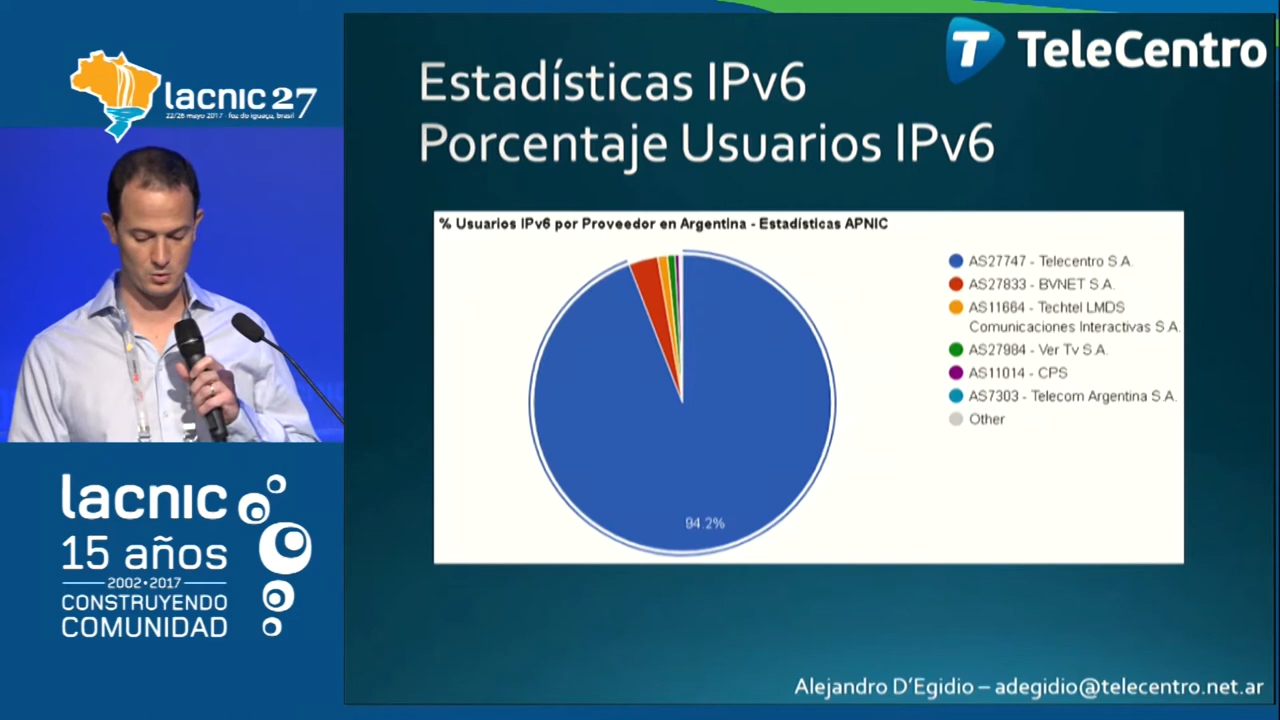 lacnic 27
22/26 mayo 2017 - foz do iguaçu, brasil
lacnic
15 años
2002•2017
CONSTRUYENDO
COMUNIDAD
TeleCentro
Estadísticas IPv6
Porcentaje Usuarios IPv6
% Usuarios IPv6 por Proveedor en Argentina - Estadísticas APNIC
94.2%
AS27747 - Telecentro S.A.
AS27833 - BVNET S.A.
AS11664 - Techtel LMDS
Comunicaciones Interactivas S.A.
AS27984 - Ver Tv S.A.
AS11014 - CPS
AS7303 - Telecom Argentina S.A.
Other
Alejandro D'Egidio – adegidio@telecentro.net.ar